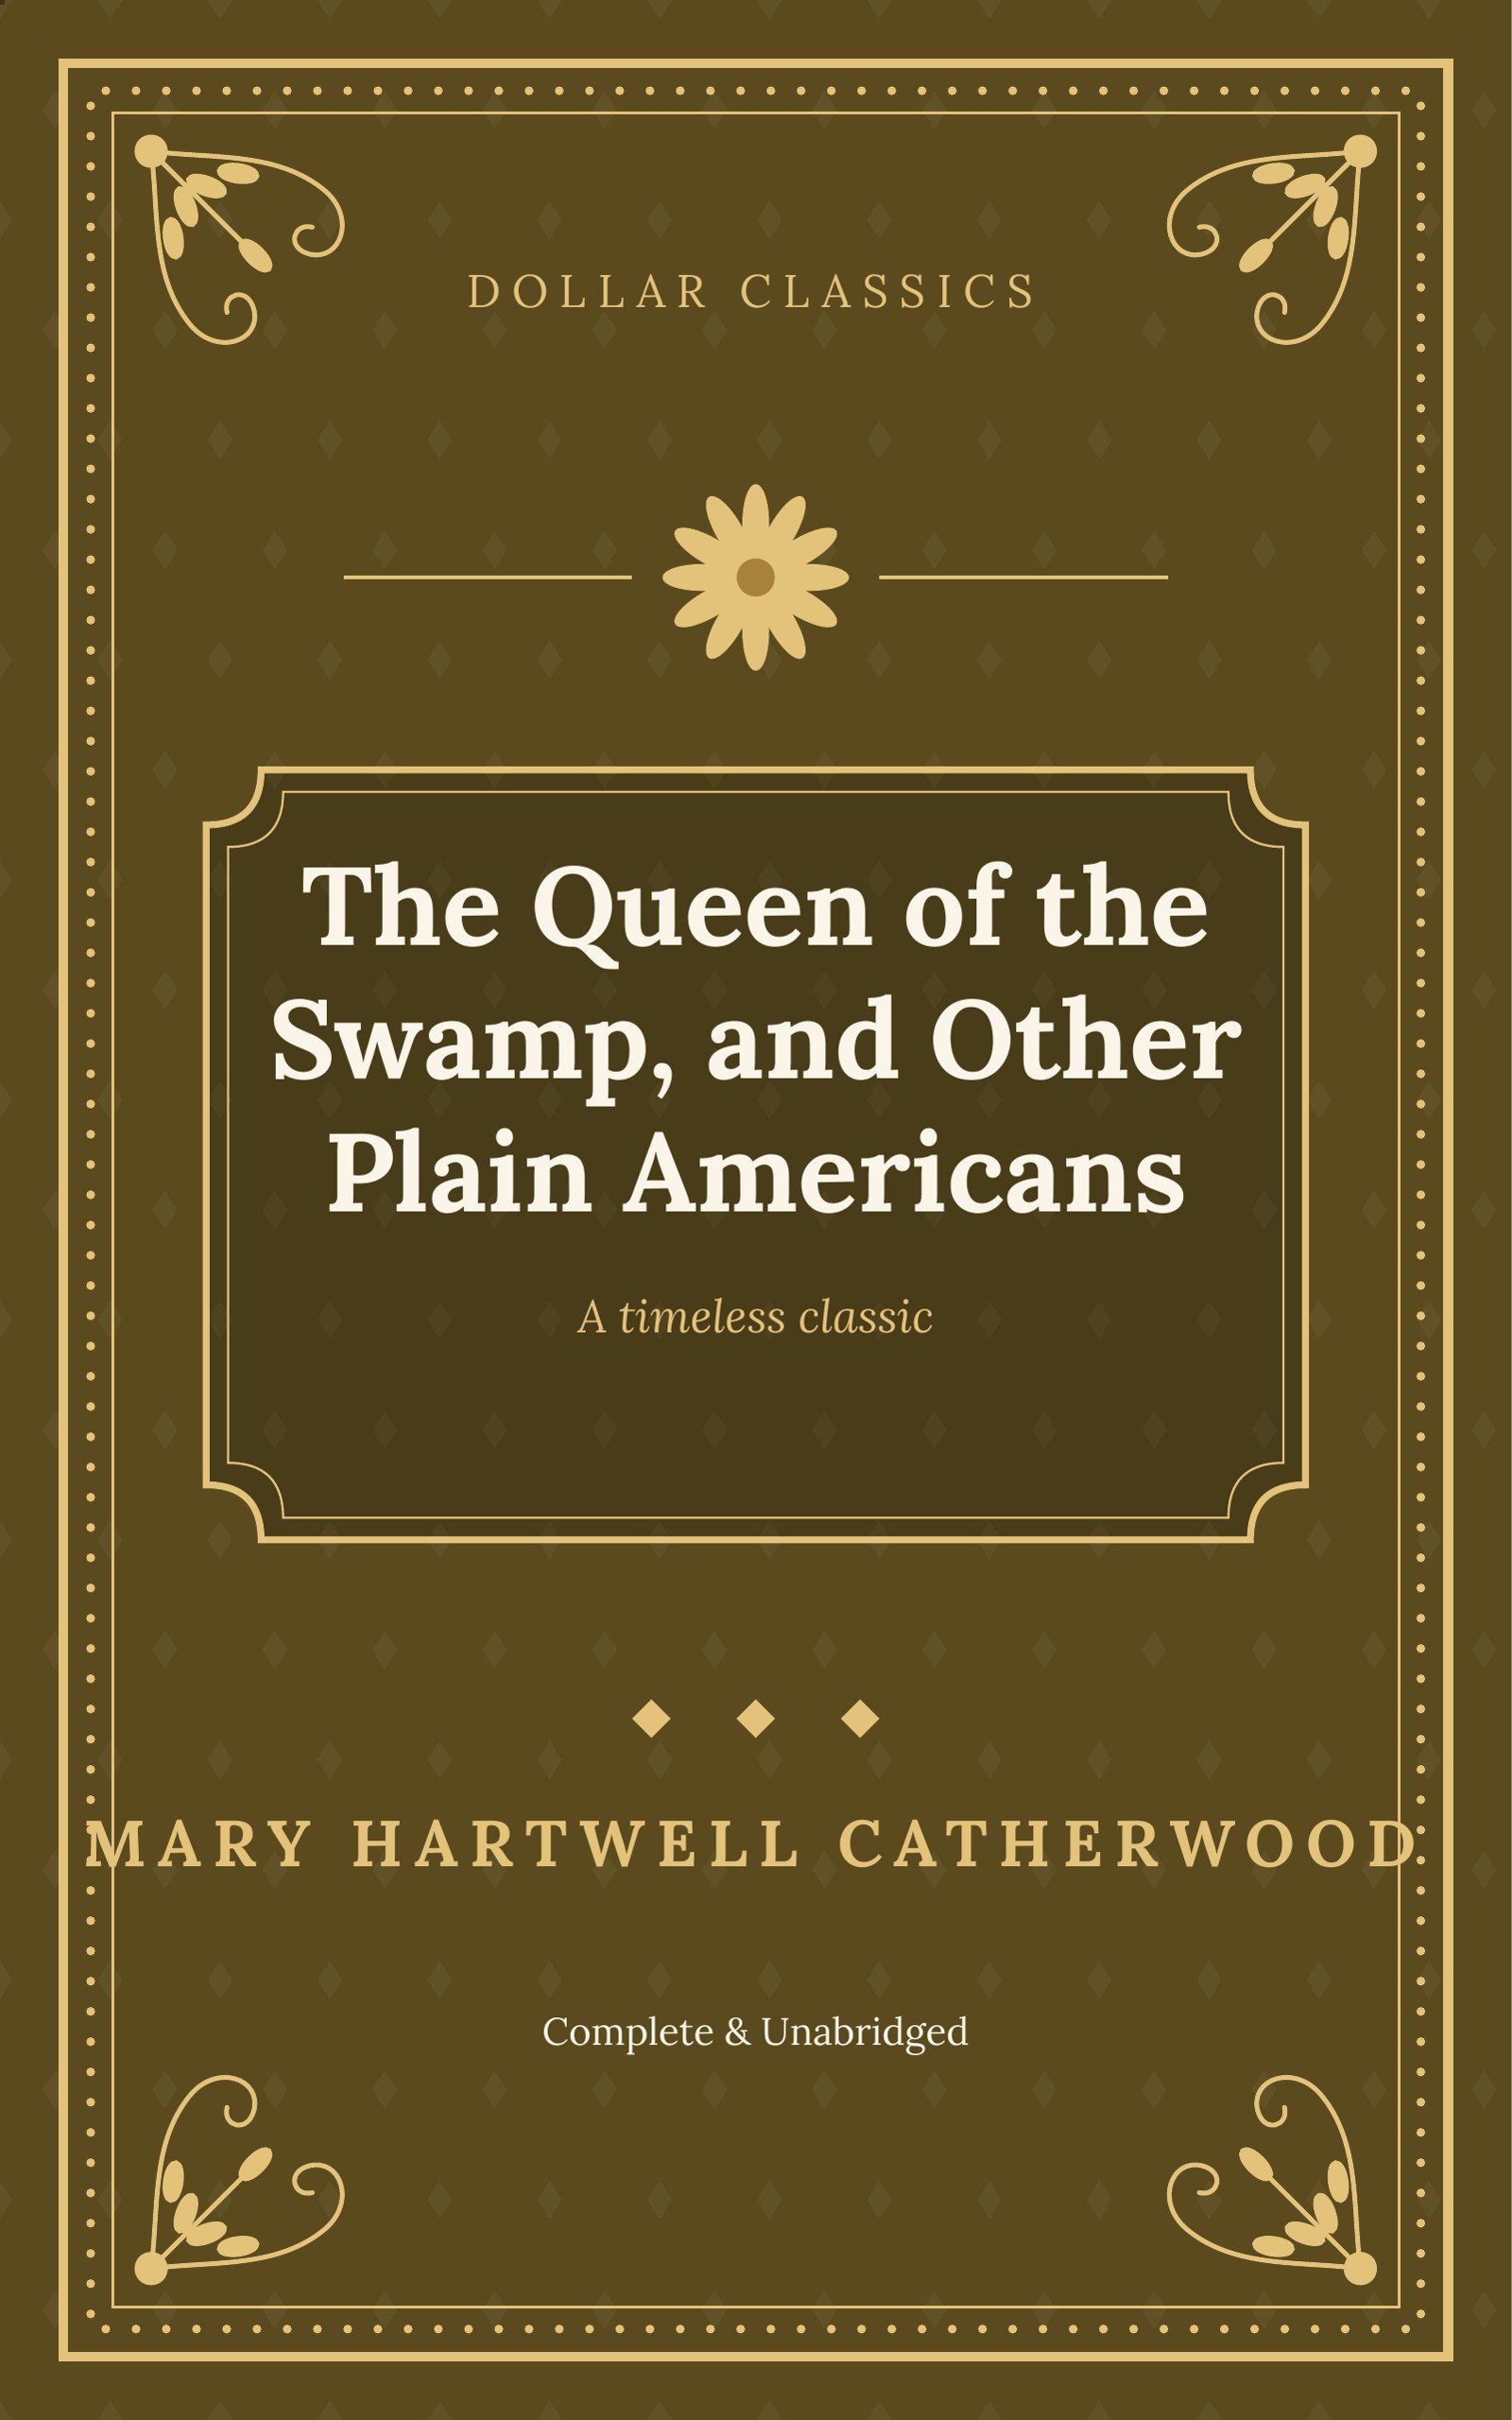 DOLLAR CLASSICS
The Queen of the
Swamp, and Other
Plain Americans
A timeless classic
MARY HARTWELL CATHERWOOD
Complete & Unabridged